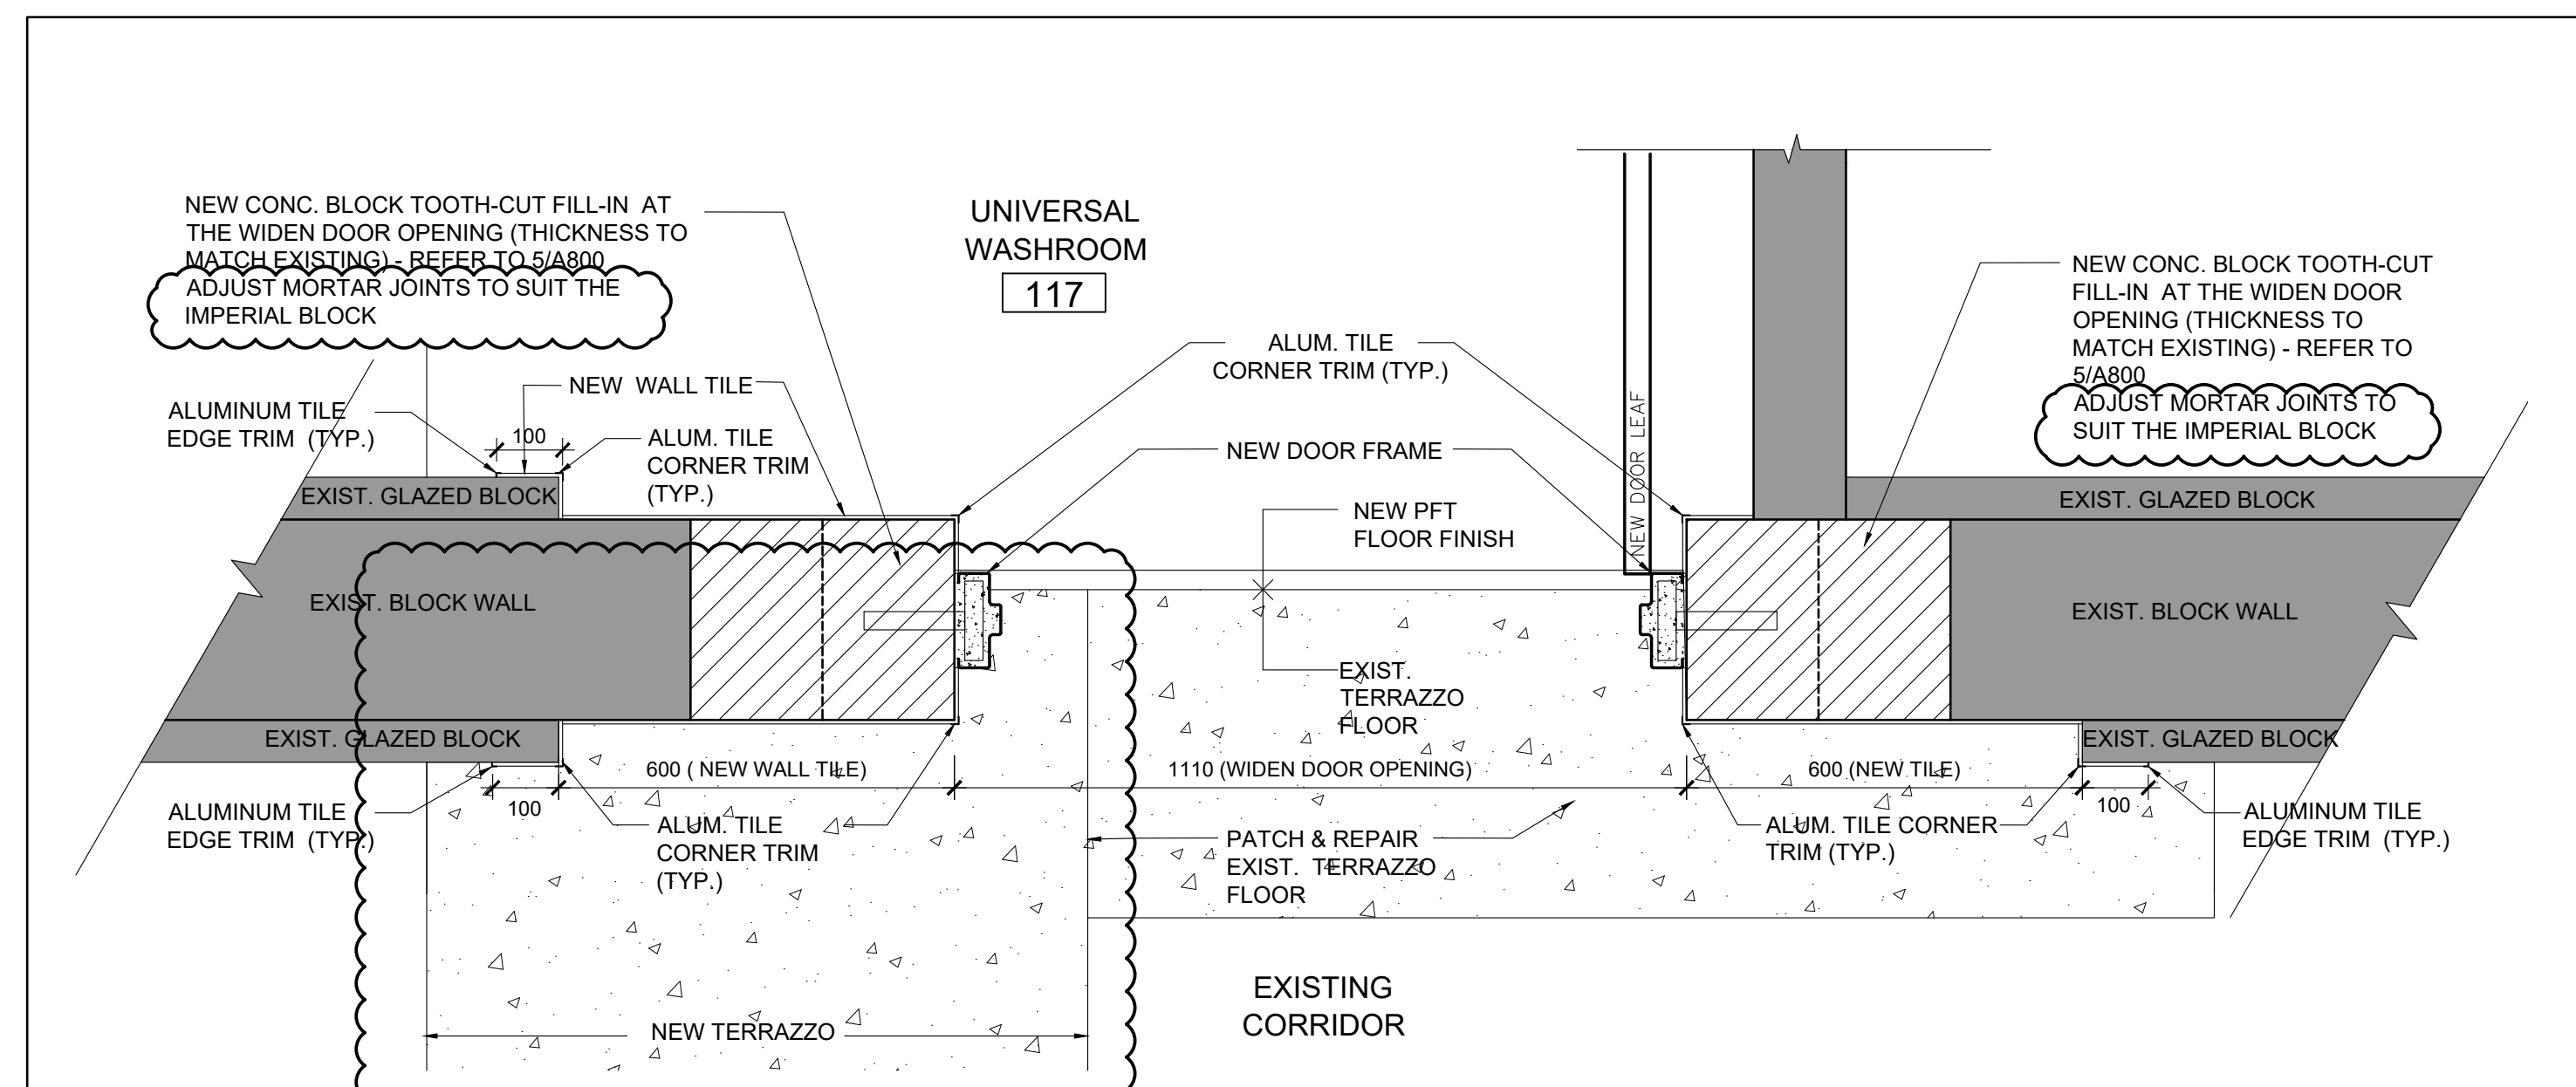 NEW CONC. BLOCK TOOTH-CUT FILL-IN AT
THE WIDEN DOOR OPENING (THICKNESS TO
MATCH EXISTING) - REFER TO 5/A800
ADJUST MORTAR JOINTS TO SUIT THE
IMPERIAL BLOCK
UNIVERSAL
WASHROOM
117
NEW CONC. BLOCK TOOTH-CUT
FILL-IN AT THE WIDEN DOOR
OPENING (THICKNESS TO
MATCH EXISTING) - REFER TO
5/A800
ADJUST MORTAR JOINTS TO
SUIT THE IMPERIAL BLOCK
ALUM. TILE
CORNER TRIM (TYP.)
NEW WALL TILE
ALUMINUM TILE
EDGE TRIM (TYP.)
100
ALUM. TILE
CORNER TRIM
(TYP.)
NEW DOOR FRAME
NEW DOOR LEAF
EXIST. GLAZED BLOCK
EXIST. GLAZED BLOCK
NEW PFT
FLOOR FINISH
EXIST. BLOCK WALL
EXIST. BLOCK WALL
EXIST.
TERRAZZO
FLOOR
EXIST. GLAZED BLOCK
EXIST. GLAZED BLOCK
600 ( NEW WALL TILE)
1110 (WIDEN DOOR OPENING)
600 (NEW TILE)
100
100
ALUMINUM TILE
EDGE TRIM (TYP.)
ALUM. TILE
CORNER TRIM
(TYP.)
PATCH & REPAIR
EXIST. TERRAZZO
FLOOR
ALUM. TILE CORNER
TRIM (TYP.)
ALUMINUM TILE
EDGE TRIM (TYP.)
EXISTING
CORRIDOR
NEW TERRAZZO